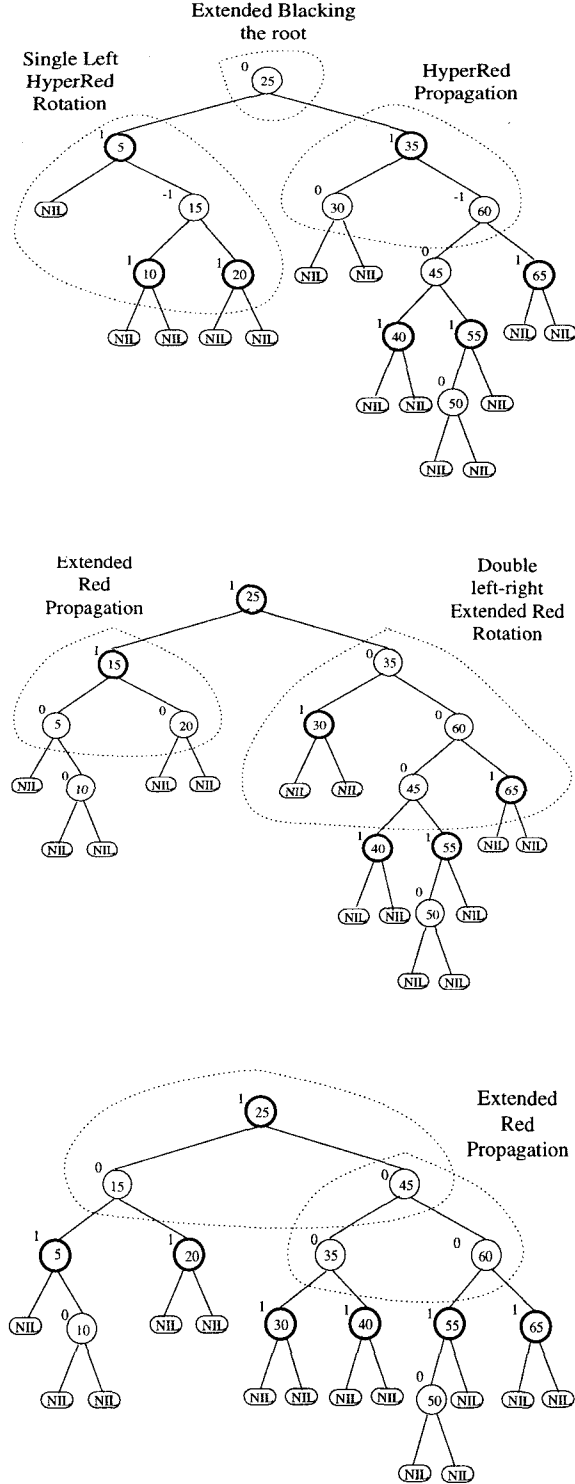 Extended Blacking
the root
Single Left
HyperRed
Rotation
HyperRed
Propagation
0
25
1
5
1
35
NIL
-1
15
0
30
-1
60
1
10
1
20
NIL
NIL
0
45
1
65
NIL
NIL
NIL
NIL
1
40
1
55
NIL
NIL
NIL
NIL
0
50
NIL
NIL
NIL
Extended
Red
Propagation
Double
left-right
Extended Red
Rotation
1
25
1
15
0
35
0
5
0
20
1
30
0
60
NIL
0
10
NIL
NIL
NIL
NIL
0
45
1
65
NIL
NIL
1
40
1
55
NIL
NIL
NIL
NIL
0
50
NIL
NIL
NIL
Extended
Red
Propagation
1
25
0
15
0
45
1
5
1
20
0
35
0
60
NIL
0
10
NIL
NIL
1
30
1
40
1
55
1
65
NIL
NIL
NIL
NIL
NIL
NIL
0
50
NIL
NIL
NIL
NIL
NIL